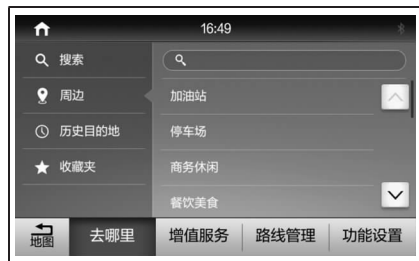 16:49
搜索
周边
历史目的地
收藏夹
加油站
停车场
商务休闲
餐饮美食
地图
去哪里
增值服务
路线管理
功能设置